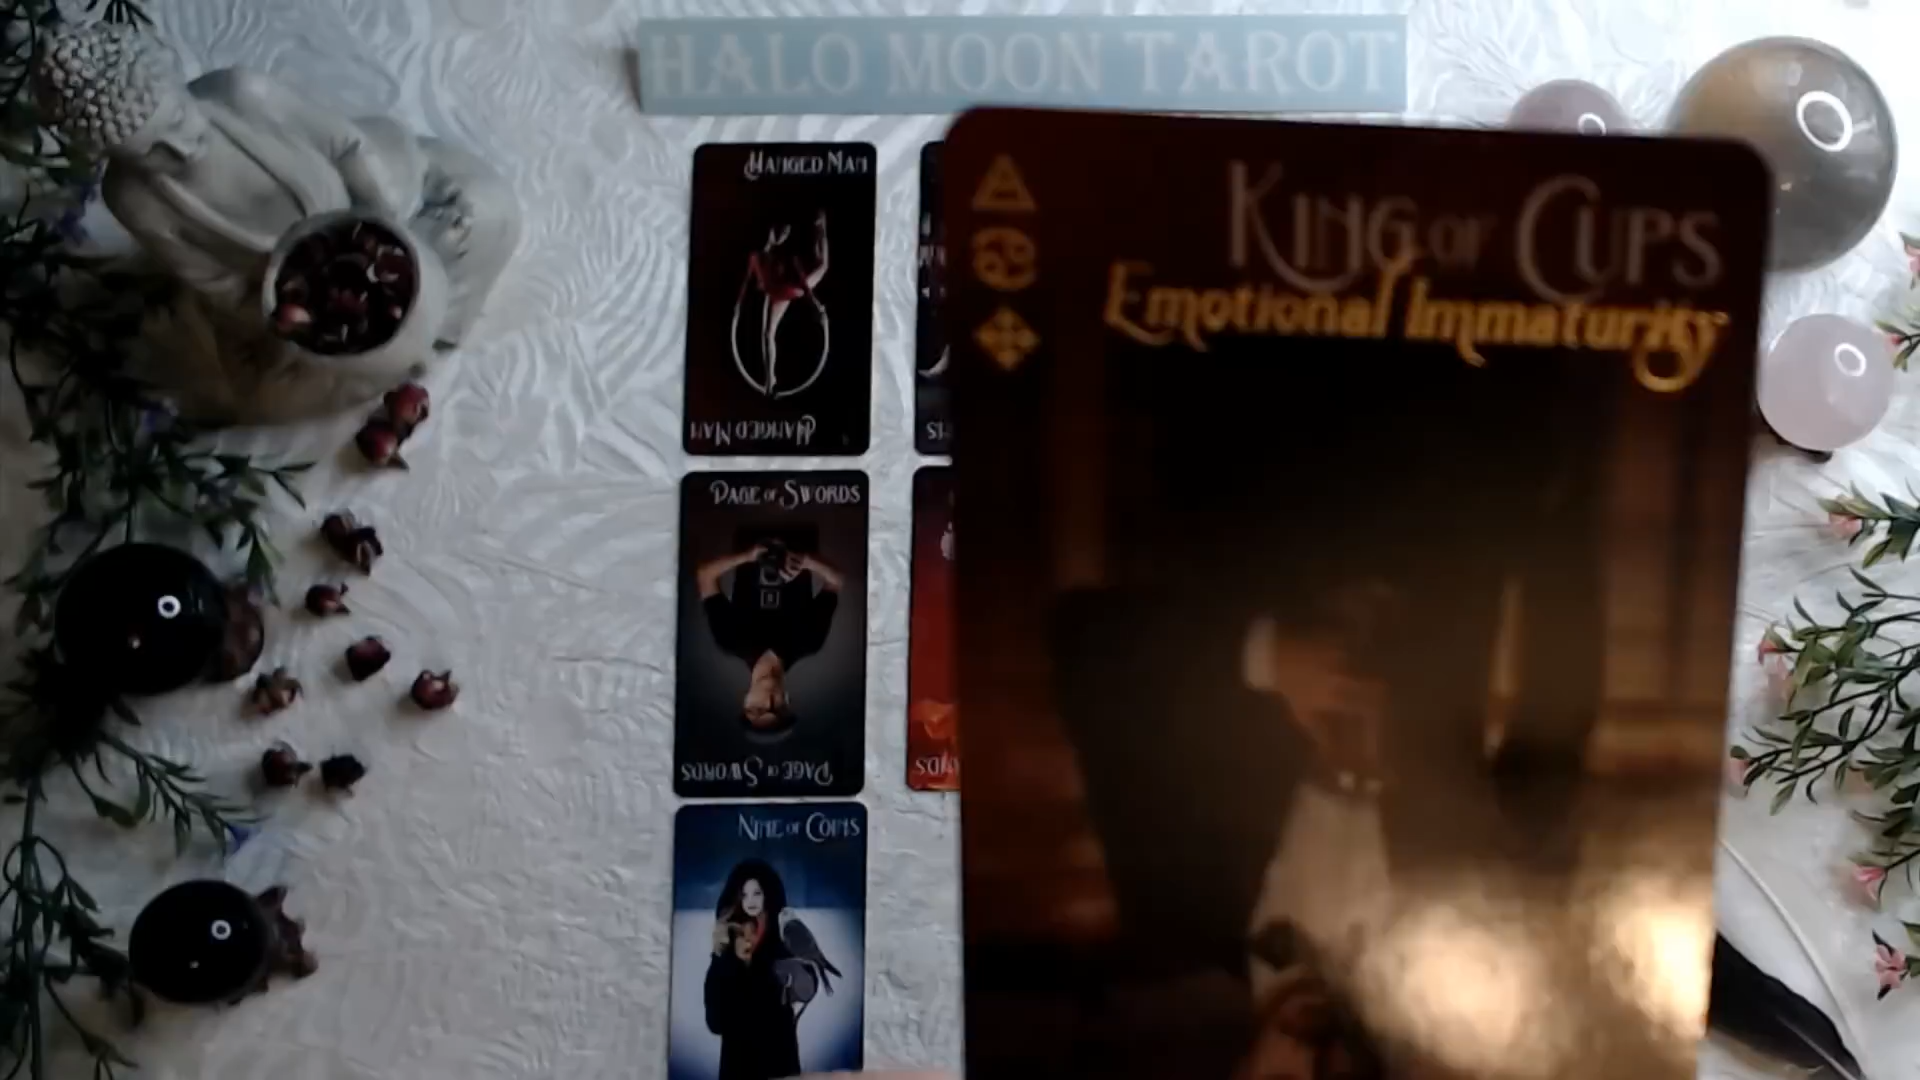 HALO MOON TAROT
HANGED MAN
HANGED MAN
KING OF CUPS
Emotional Immaturity
PAGE OF SWORDS
PAGE OF SWORDS
NINE OF COINS